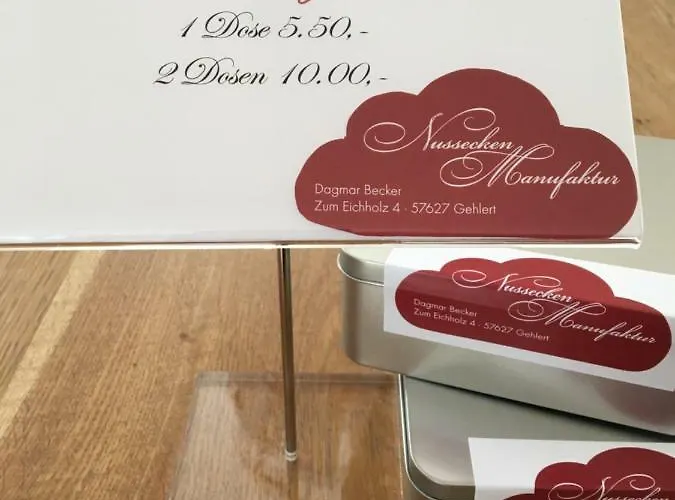 1 Dose 5.50,-
2 Dosen 10.00,-
Nussecken
Manufaktur
Dagmar Becker
Zum Eichholz 4 · 57627 Gehlert
Nussecken
Manufaktur
Dagmar Becker
Zum Eichholz 4 · 57627 Gehlert
Nussecken